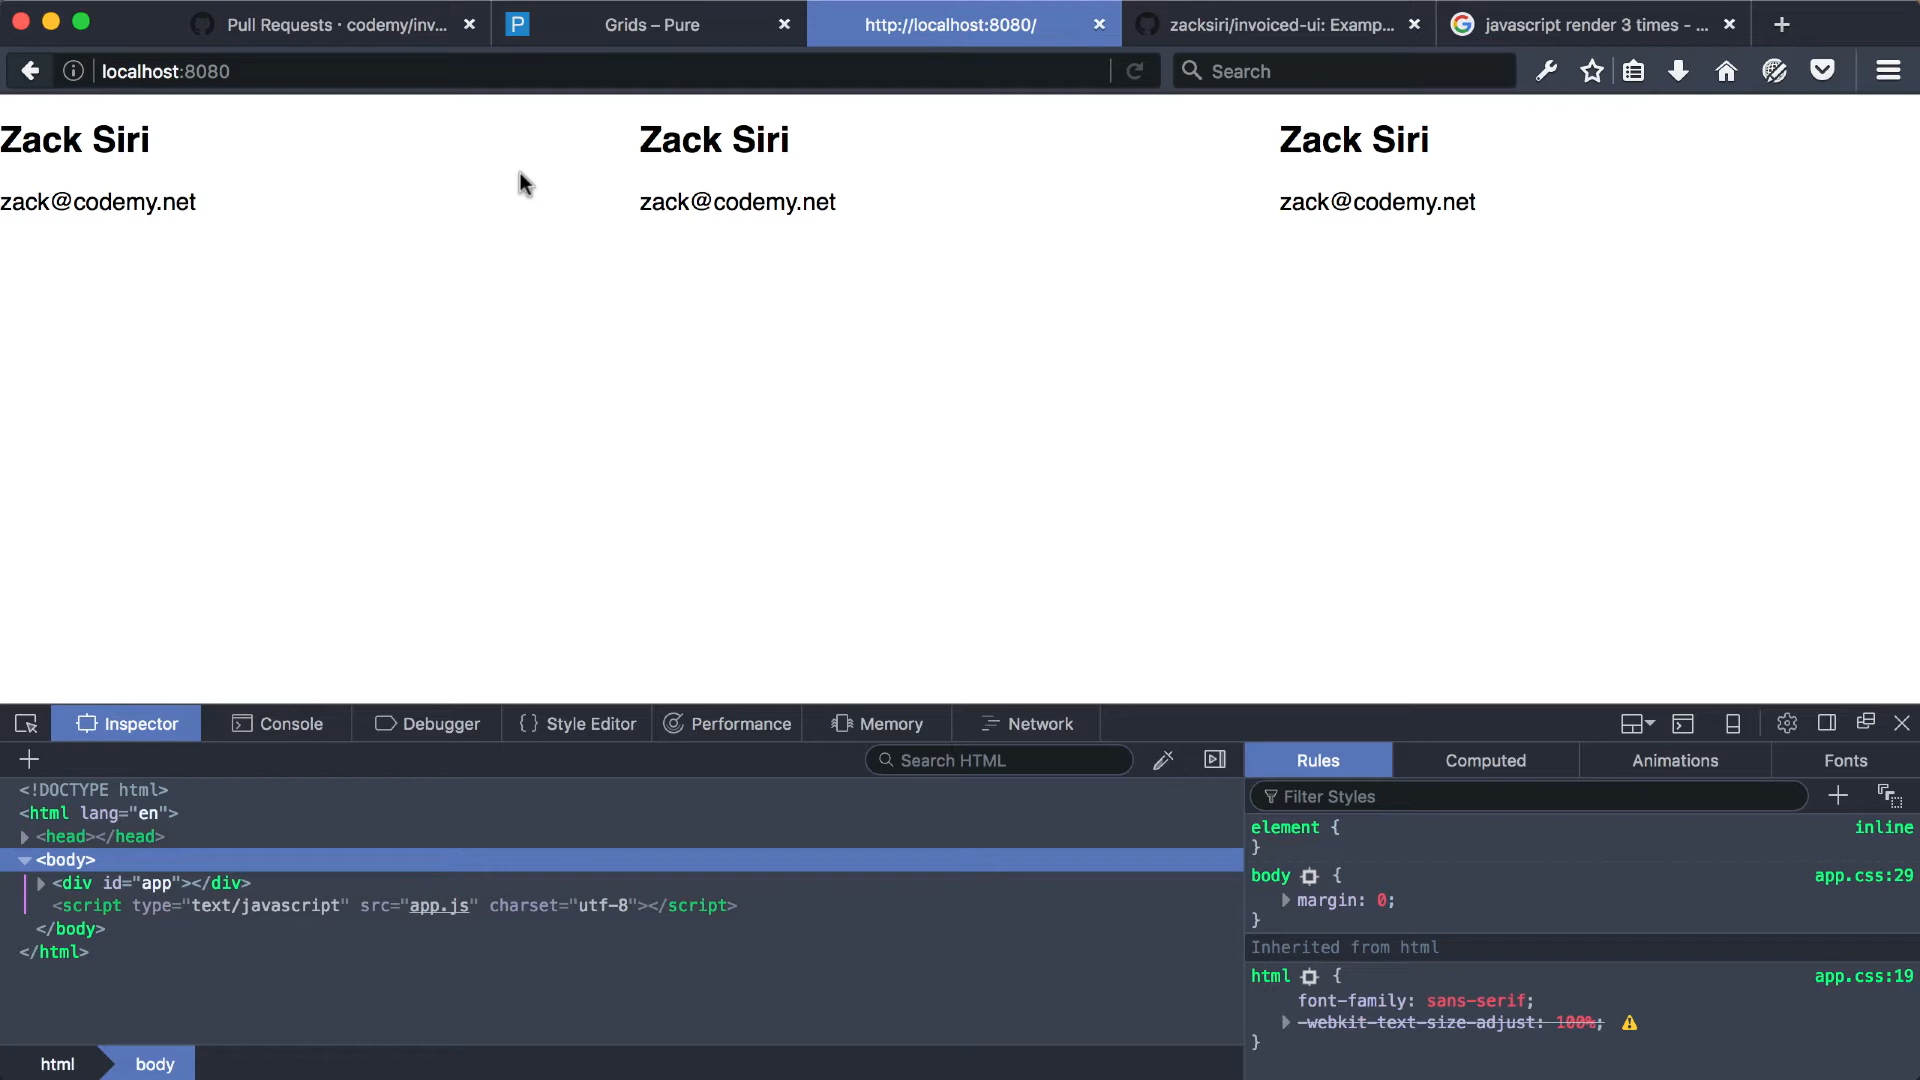 Pull Requests · codemy/inv...
Grids – Pure
http://localhost:8080/
zacksiri/invoiced-ui: Examp...
javascript render 3 times - ...
localhost:8080
Search
Zack Siri
zack@codemy.net
Zack Siri
zack@codemy.net
Zack Siri
zack@codemy.net
Inspector
Console
Debugger
{} Style Editor
Performance
Memory
Network
Search HTML
<!DOCTYPE html>
<html lang="en">
<head></head>
<body>
<div id="app"></div>
<script type="text/javascript" src="app.js" charset="utf-8"></script>
</body>
</html>
html
body
Rules
Computed
Animations
Fonts
Filter Styles
element {
inline
}
body {
app.css:29
margin: 0;
}
Inherited from html
html {
app.css:19
font-family: sans-serif;
-webkit-text-size-adjust: 100%;
}